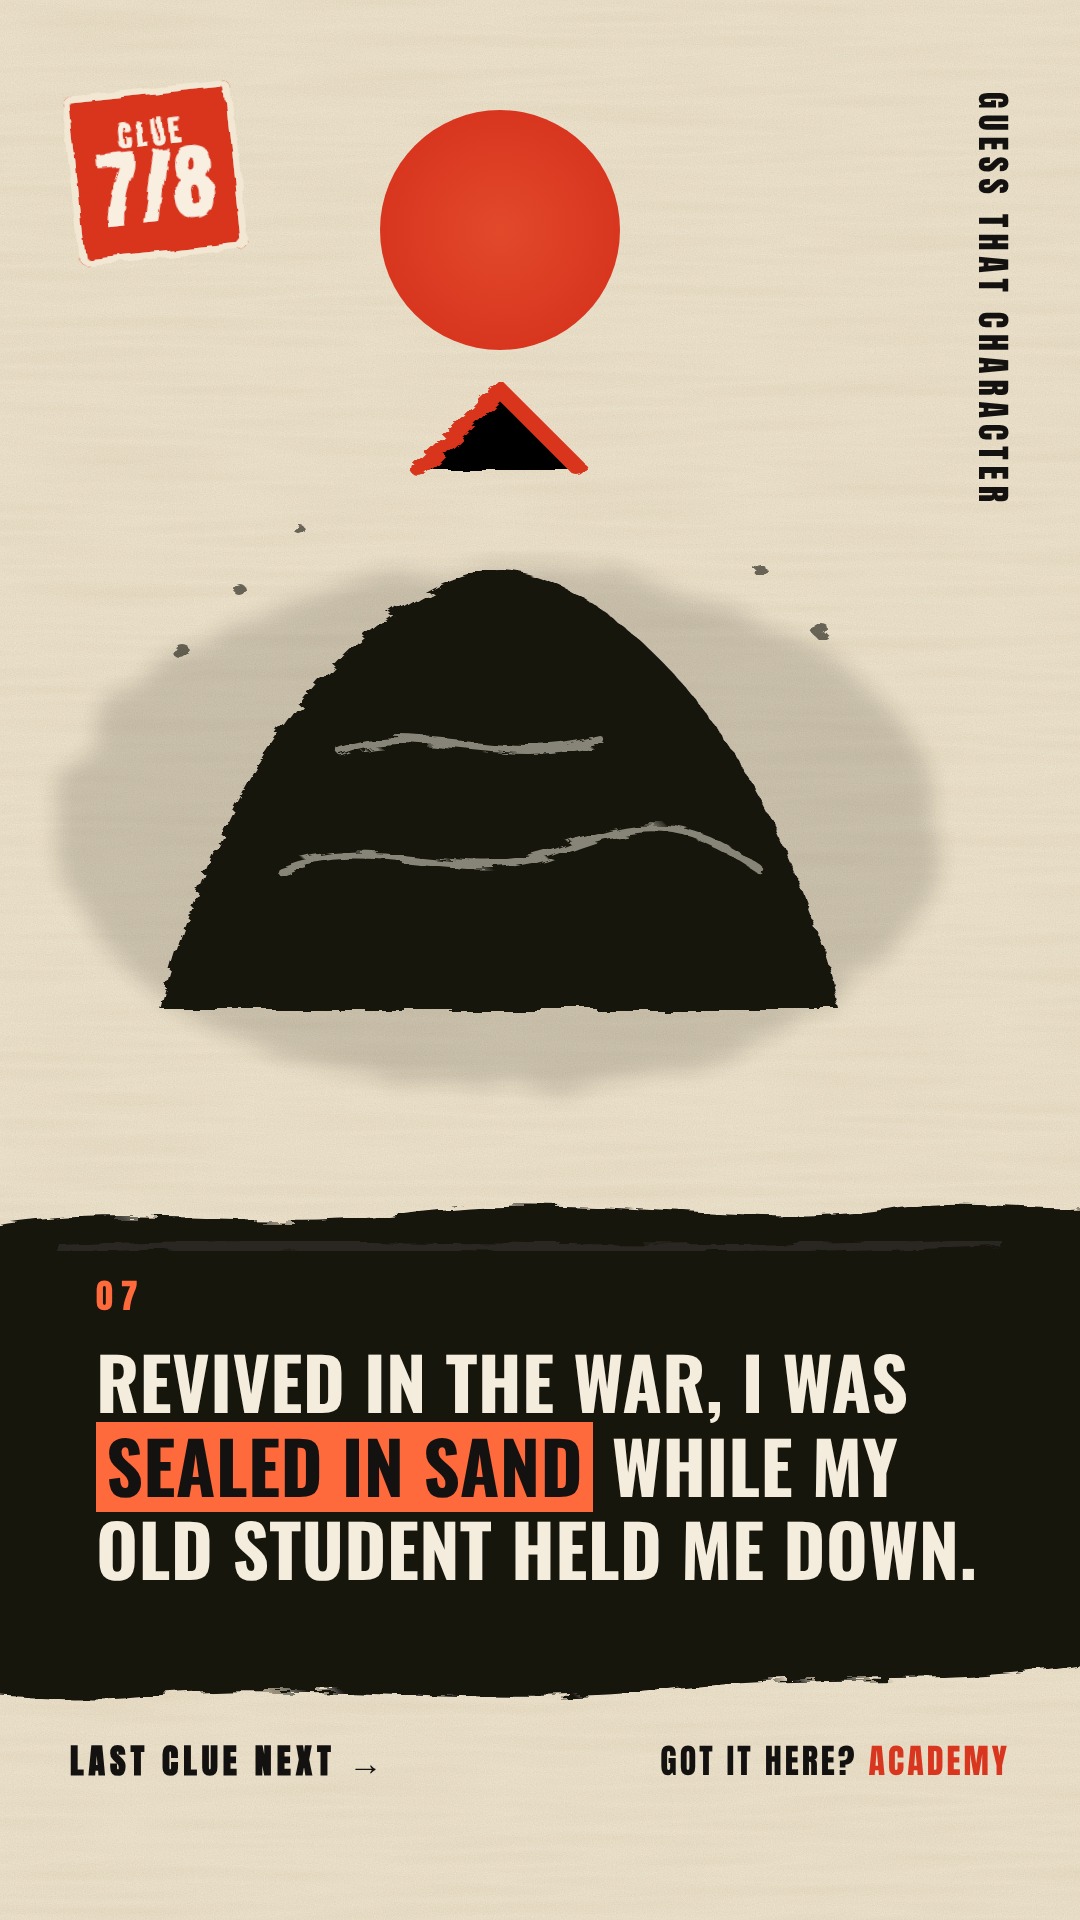 CLUE
7/8
GUESS THAT CHARACTER
07
REVIVED IN THE WAR, I WAS
SEALED IN SAND WHILE MY
OLD STUDENT HELD ME DOWN.
LAST CLUE NEXT →
GOT IT HERE? ACADEMY